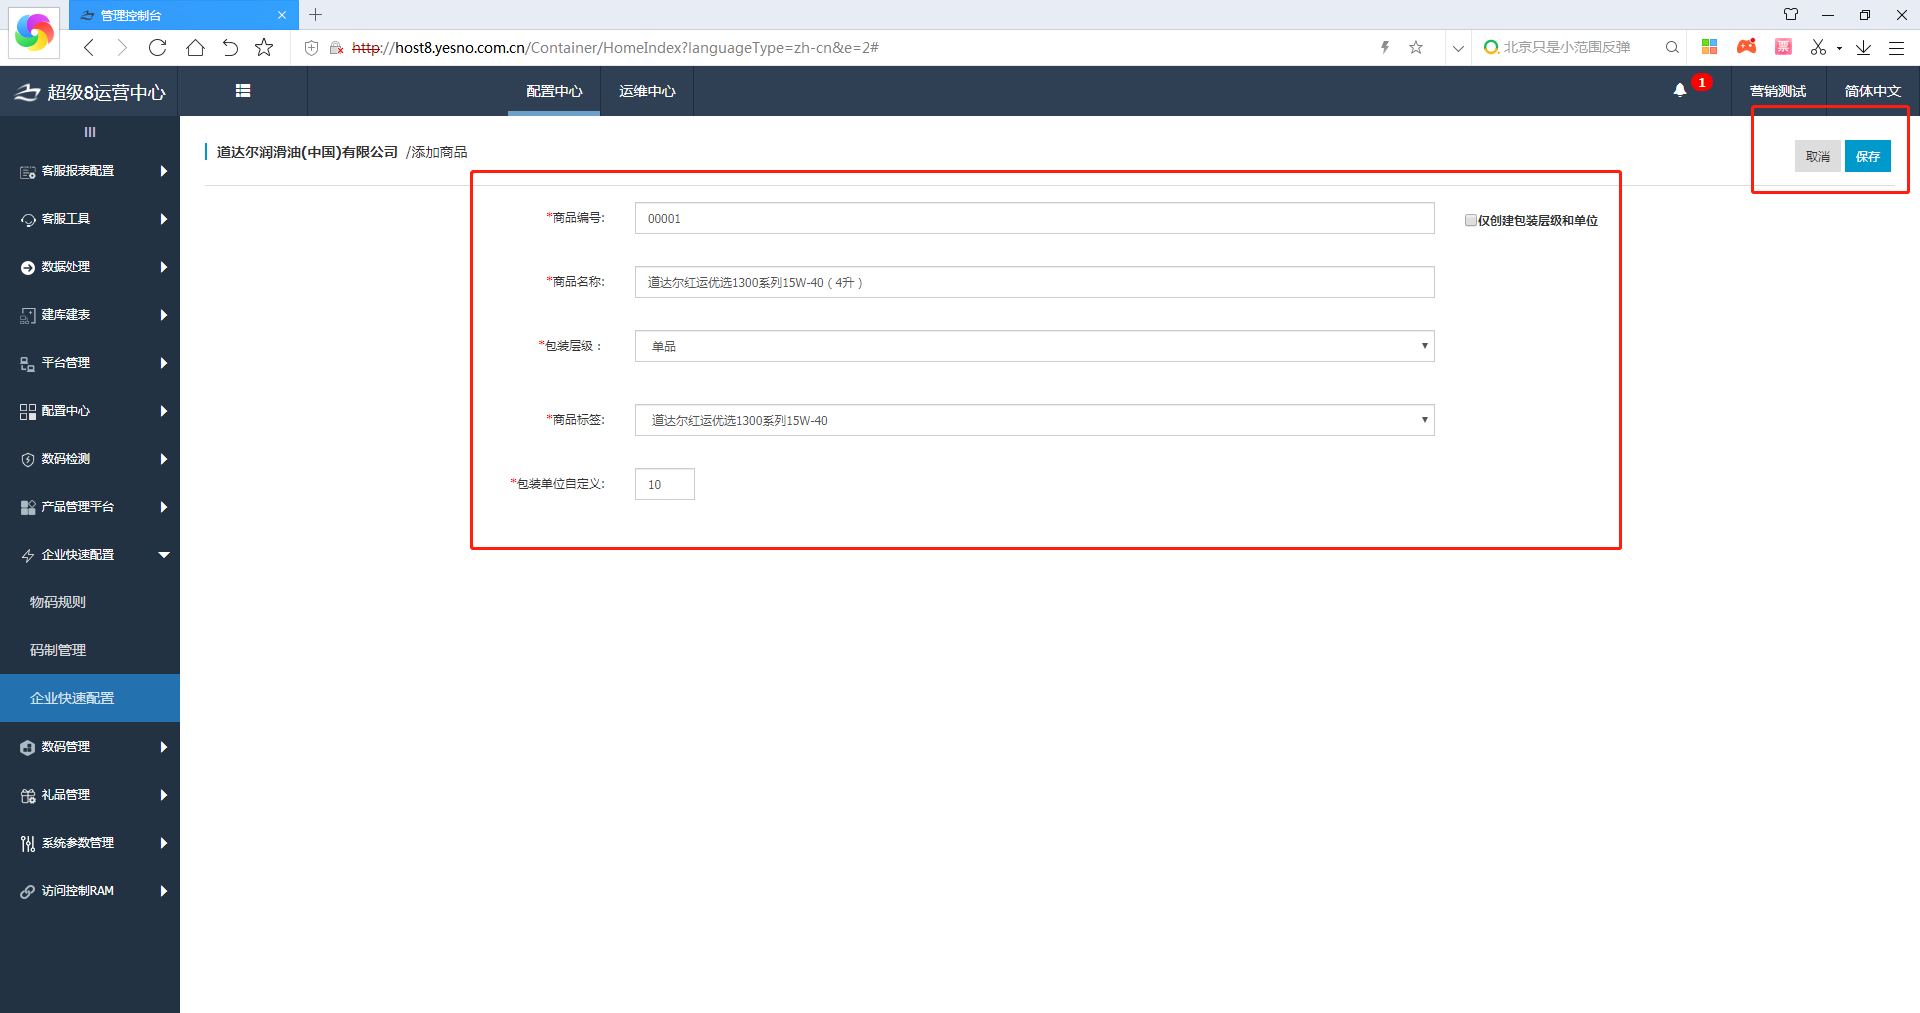 管理控制台
http://host8.yesno.com.cn/Container/HomeIndex?languageType=zh-cn&e=2#
北京只是小范围反弹
票
超级8运营中心
配置中心
运维中心
1
营销测试
简体中文
道达尔润滑油(中国)有限公司 /添加商品
取消
保存
客服报表配置
客服工具
数据处理
建库建表
平台管理
配置中心
数码检测
产品管理平台
企业快速配置
物码规则
码制管理
企业快速配置
数码管理
礼品管理
系统参数管理
访问控制RAM
*商品编号: 00001
仅创建包装层级和单位
*商品名称: 道达尔红运优选1300系列15W-40（4升）
*包装层级： 单品
*商品标签: 道达尔红运优选1300系列15W-40
*包装单位自定义: 10